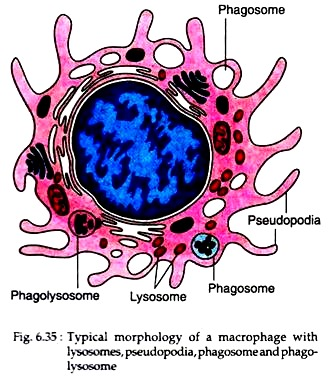 Phagosome
Pseudopodia
Phagolysosome
Lysosome
Phagosome
Fig. 6.35 : Typical morphology of a macrophage with
lysosomes, pseudopodia, phagosome and phago-
lysosome